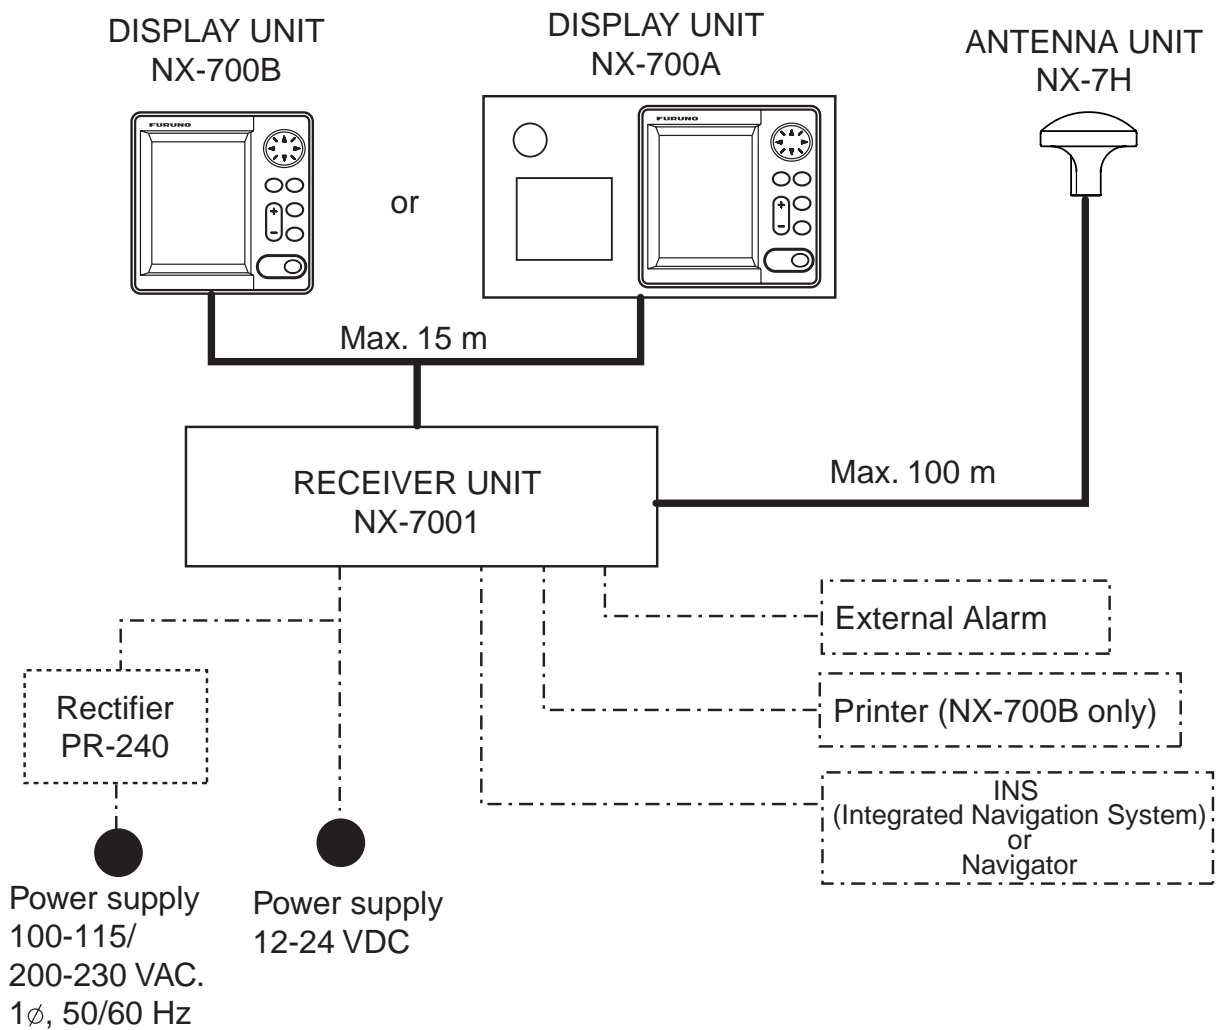 DISPLAY UNIT
NX-700B
DISPLAY UNIT
NX-700A
ANTENNA UNIT
NX-7H
FURUNO
+
−
or
FURUNO
+
−
Max. 15 m
RECEIVER UNIT
NX-7001
Max. 100 m
External Alarm
Printer (NX-700B only)
INS
(Integrated Navigation System)
or
Navigator
Rectifier
PR-240
Power supply
100-115/
200-230 VAC.
1⌀, 50/60 Hz
Power supply
12-24 VDC